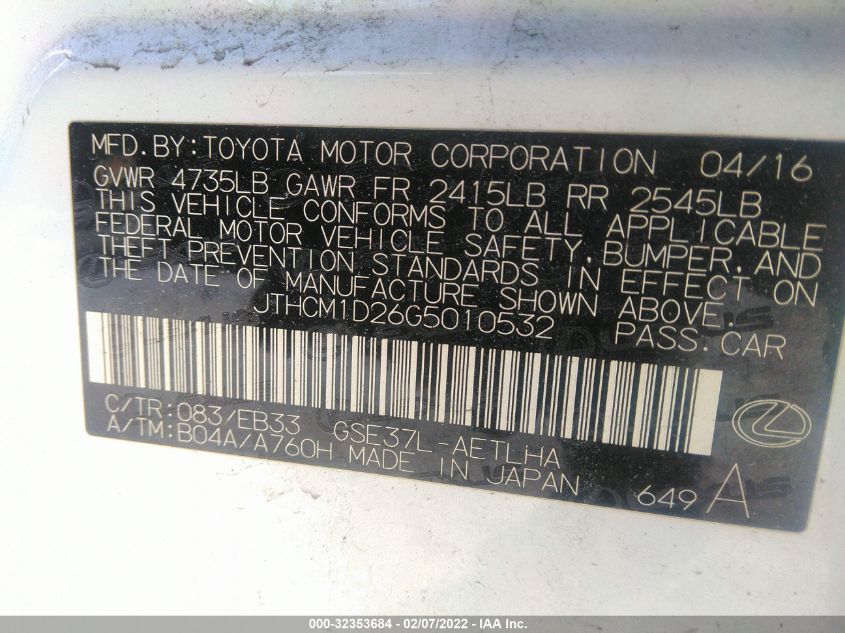 MFD.BY:TOYOTA MOTOR CORPORATION 04/16
GVWR 4735LB GAWR FR 2415LB RR 2545LB
THIS VEHICLE CONFORMS TO ALL APPLICABLE
FEDERAL MOTOR VEHICLE SAFETY,BUMPER,AND
THEFT PREVENTION STANDARDS IN EFFECT ON
THE DATE OF MANUFACTURE SHOWN ABOVE.
JTHCM1D26G5010532 PASS.CAR
C/TR:083/EB33 GSE37L-AETLHA
A/TM:B04A/A760H MADE IN JAPAN
649 A
000-32353684 - 02/07/2022 - IAA Inc.